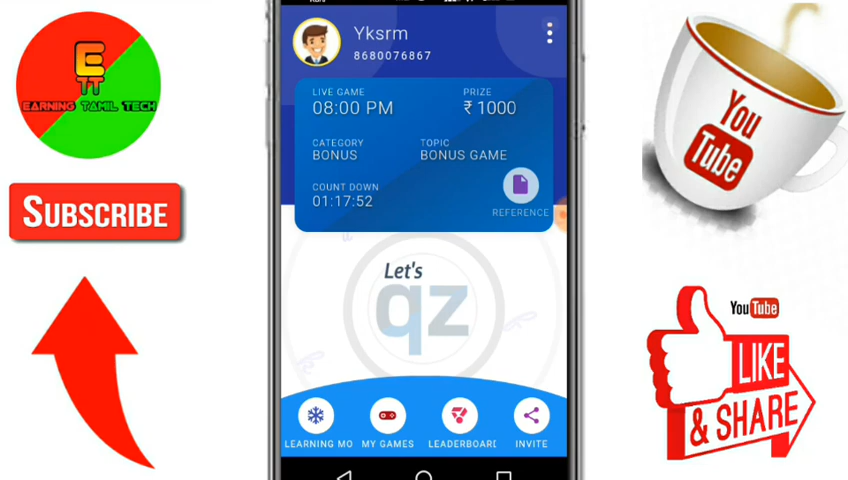 E
TT
EARNING TAMIL TECH
SUBSCRIBE
Yksrm
8680076867
LIVE GAME
08:00 PM
PRIZE
₹ 1000
CATEGORY
BONUS
TOPIC
BONUS GAME
COUNT DOWN
01:17:52
REFERENCE
Let's
qz
LEARNING MO
MY GAMES
LEADERBOARD
INVITE
You
Tube
YouTube
LIKE
& SHARE